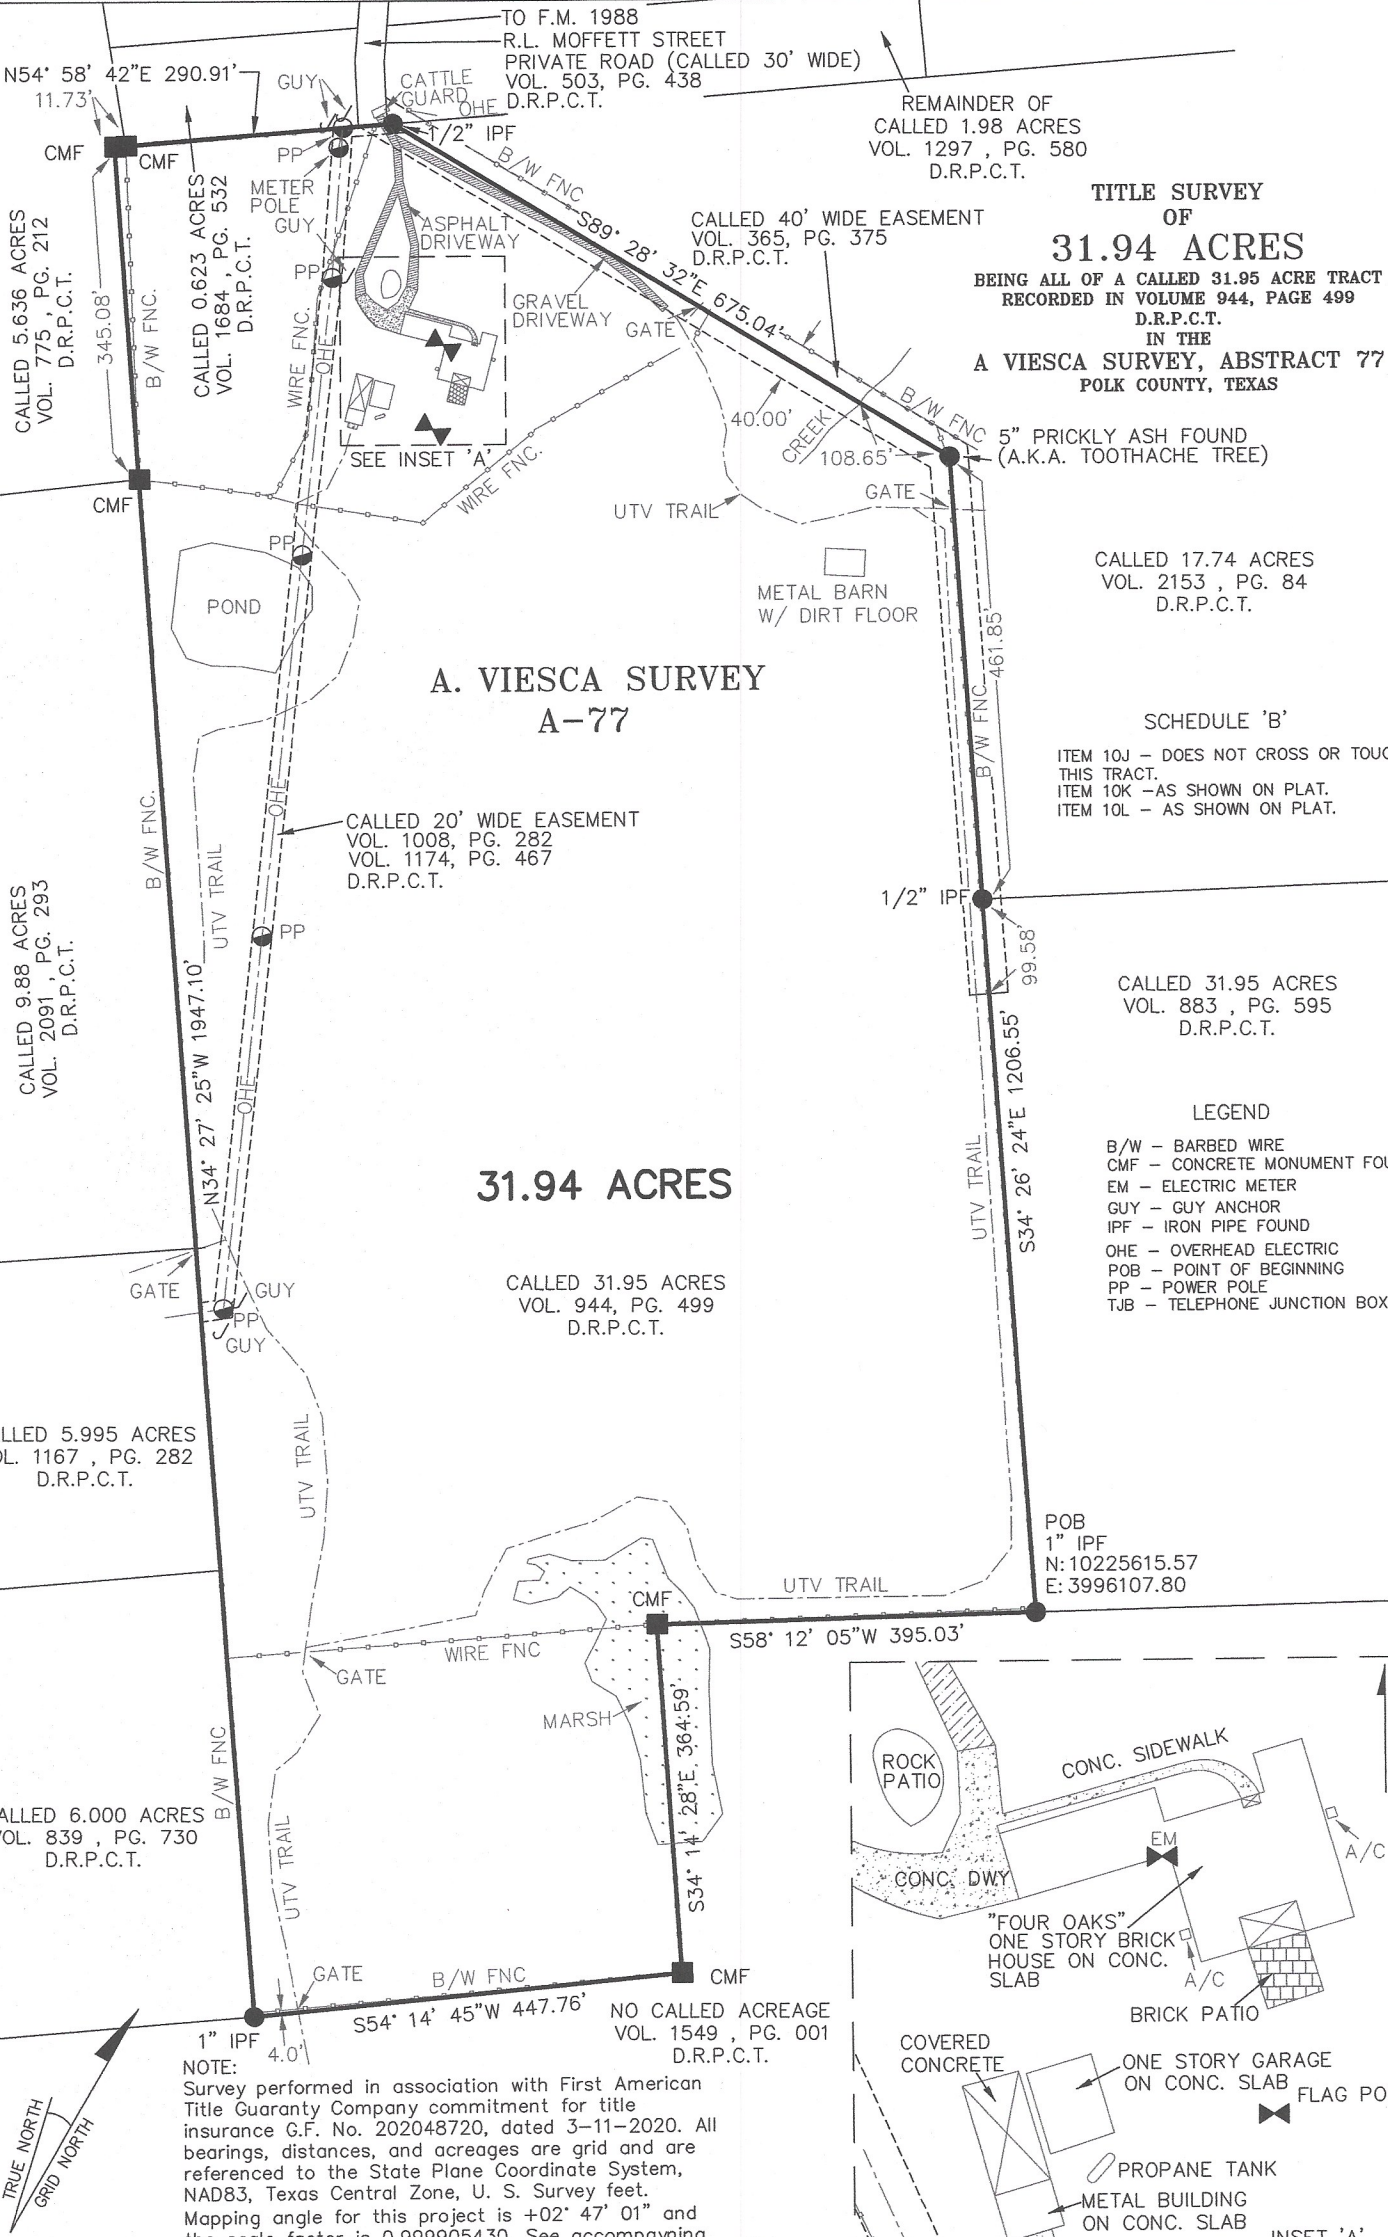 TO F.M. 1988
R.L. MOFFETT STREET
PRIVATE ROAD (CALLED 30' WIDE)
VOL. 503, PG. 438
D.R.P.C.T.
N54° 58' 42"E 290.91'
11.73'
GUY
CATTLE
GUARD
OHE
1/2" IPF
CMF
CMF
PP
METER
POLE
GUY
PP
B/W FNC
REMAINDER OF
CALLED 1.98 ACRES
VOL. 1297 , PG. 580
D.R.P.C.T.
TITLE SURVEY
OF
31.94 ACRES
BEING ALL OF A CALLED 31.95 ACRE TRACT
RECORDED IN VOLUME 944, PAGE 499
D.R.P.C.T.
IN THE
A VIESCA SURVEY, ABSTRACT 77
POLK COUNTY, TEXAS
CALLED 5.636 ACRES
VOL. 775 , PG. 212
D.R.P.C.T.
345.08'
B/W FNC.
CALLED 0.623 ACRES
VOL. 1684 , PG. 532
D.R.P.C.T.
WIRE FNC.
OHE
ASPHALT
DRIVEWAY
GRAVEL
DRIVEWAY
S89° 28' 32"E 675.04'
CALLED 40' WIDE EASEMENT
VOL. 365, PG. 375
D.R.P.C.T.
GATE
40.00'
CREEK
108.65'
B/W FNC
5" PRICKLY ASH FOUND
(A.K.A. TOOTHACHE TREE)
SEE INSET 'A'
WIRE FNC.
CMF
UTV TRAIL
GATE
PP
POND
METAL BARN
W/ DIRT FLOOR
CALLED 17.74 ACRES
VOL. 2153 , PG. 84
D.R.P.C.T.
461.85'
B/W FNC.
A. VIESCA SURVEY
A-77
SCHEDULE 'B'
ITEM 10J - DOES NOT CROSS OR TOUC
THIS TRACT.
ITEM 10K -AS SHOWN ON PLAT.
ITEM 10L - AS SHOWN ON PLAT.
B/W FNC.
UTV TRAIL
OHE
CALLED 20' WIDE EASEMENT
VOL. 1008, PG. 282
VOL. 1174, PG. 467
D.R.P.C.T.
1/2" IPF
99.58'
CALLED 9.88 ACRES
VOL. 2091 , PG. 293
D.R.P.C.T.
PP
N34° 27' 25"W 1947.10'
OHE
CALLED 31.95 ACRES
VOL. 883 , PG. 595
D.R.P.C.T.
S34° 26' 24"E 1206.55'
UTV TRAIL
LEGEND
B/W - BARBED WIRE
CMF - CONCRETE MONUMENT FOU
EM - ELECTRIC METER
GUY - GUY ANCHOR
IPF - IRON PIPE FOUND
OHE - OVERHEAD ELECTRIC
POB - POINT OF BEGINNING
PP - POWER POLE
TJB - TELEPHONE JUNCTION BOX
31.94 ACRES
CALLED 31.95 ACRES
VOL. 944, PG. 499
D.R.P.C.T.
GATE
GUY
PP
GUY
LLED 5.995 ACRES
OL. 1167 , PG. 282
D.R.P.C.T.
UTV TRAIL
POB
1" IPF
N:10225615.57
E:3996107.80
UTV TRAIL
CMF
S58° 12' 05"W 395.03'
WIRE FNC
GATE
MARSH
S34° 14' 28"E 364.59'
B/W FNC
ALLED 6.000 ACRES
VOL. 839 , PG. 730
D.R.P.C.T.
UTV TRAIL
GATE
B/W FNC
CMF
S54° 14' 45"W 447.76'
1" IPF
4.0'
NO CALLED ACREAGE
VOL. 1549 , PG. 001
D.R.P.C.T.
ROCK
PATIO
CONC. SIDEWALK
EM
A/C
CONC. DWY
"FOUR OAKS"
ONE STORY BRICK
HOUSE ON CONC.
SLAB
A/C
BRICK PATIO
COVERED
CONCRETE
ONE STORY GARAGE
ON CONC. SLAB
FLAG PO
PROPANE TANK
METAL BUILDING
ON CONC. SLAB
INSET 'A'
TRUE NORTH
GRID NORTH
NOTE:
Survey performed in association with First American
Title Guaranty Company commitment for title
insurance G.F. No. 202048720, dated 3-11-2020. All
bearings, distances, and acreages are grid and are
referenced to the State Plane Coordinate System,
NAD83, Texas Central Zone, U. S. Survey feet.
Mapping angle for this project is +02° 47' 01" and
the scale factor is 0.999905430. See accompanying